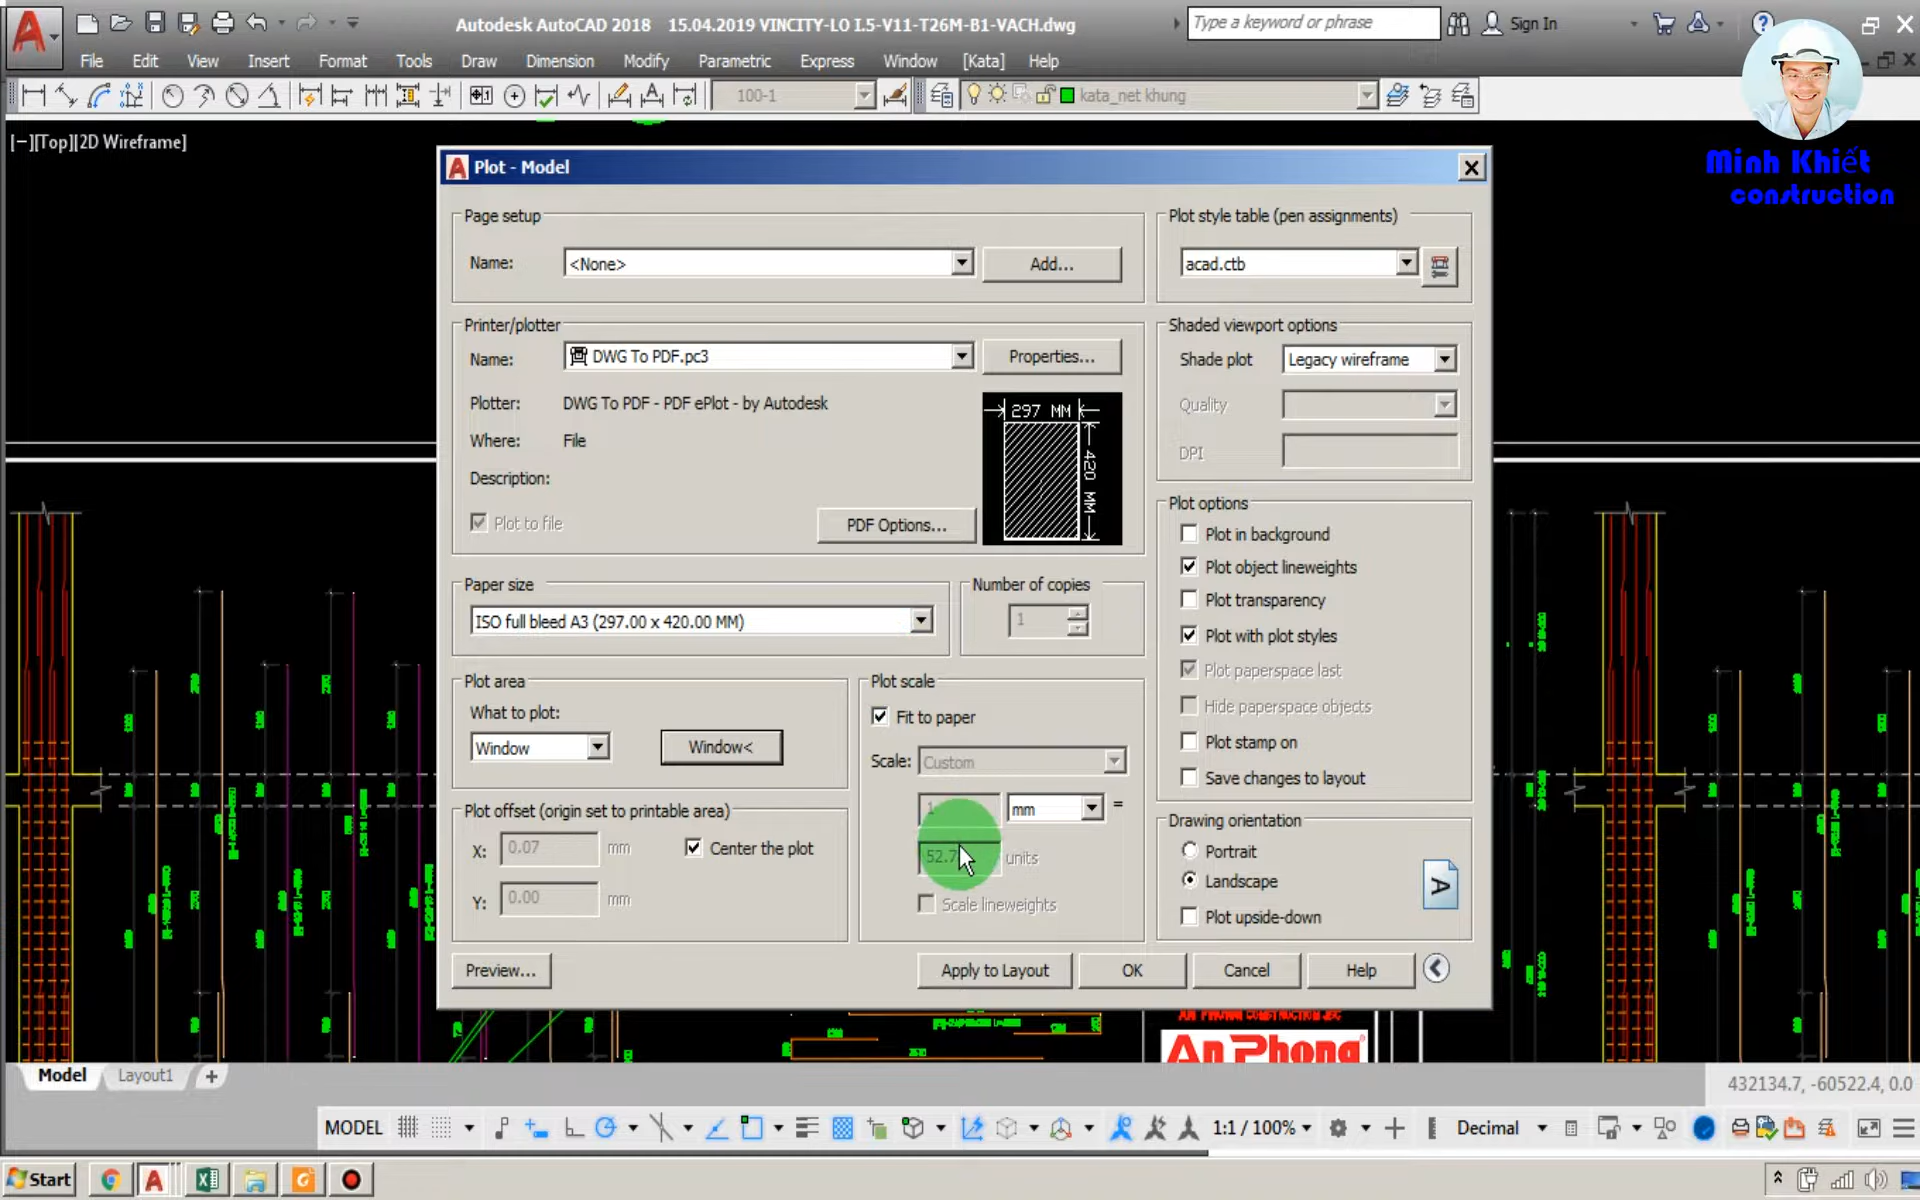 Autodesk AutoCAD 2018 15.04.2019 VINCITY-LO I.5-V11-T26M-B1-VACH.dwg
Type a keyword or phrase
Sign In
File Edit View Insert Format Tools Draw Dimension Modify Parametric Express Window [Kata] Help
100-1
kata_net khung
[−][Top][2D Wireframe]
Minh Khiết
construction
Plot - Model
Page setup
Name: <None> Add...
Plot style table (pen assignments)
acad.ctb
Printer/plotter
Name: DWG To PDF.pc3 Properties...
Plotter: DWG To PDF - PDF ePlot - by Autodesk
Where: File
Description:
Plot to file
PDF Options...
297 MM
420 MM
Shaded viewport options
Shade plot Legacy wireframe
Quality
DPI
Paper size
ISO full bleed A3 (297.00 x 420.00 MM)
Number of copies
1
Plot options
Plot in background
Plot object lineweights
Plot transparency
Plot with plot styles
Plot paperspace last
Hide paperspace objects
Plot stamp on
Save changes to layout
Plot area
What to plot:
Window Window<
Plot scale
Fit to paper
Scale: Custom
1 mm =
52.7 units
Scale lineweights
Plot offset (origin set to printable area)
X: 0.07 mm Center the plot
Y: 0.00 mm
Drawing orientation
Portrait
Landscape
Plot upside-down
A
Preview... Apply to Layout OK Cancel Help
AN PHONG CONSTRUCTION JSC
An Phong
Model Layout1 +
432134.7, -60522.4, 0.0
MODEL 1:1 / 100% Decimal
Start